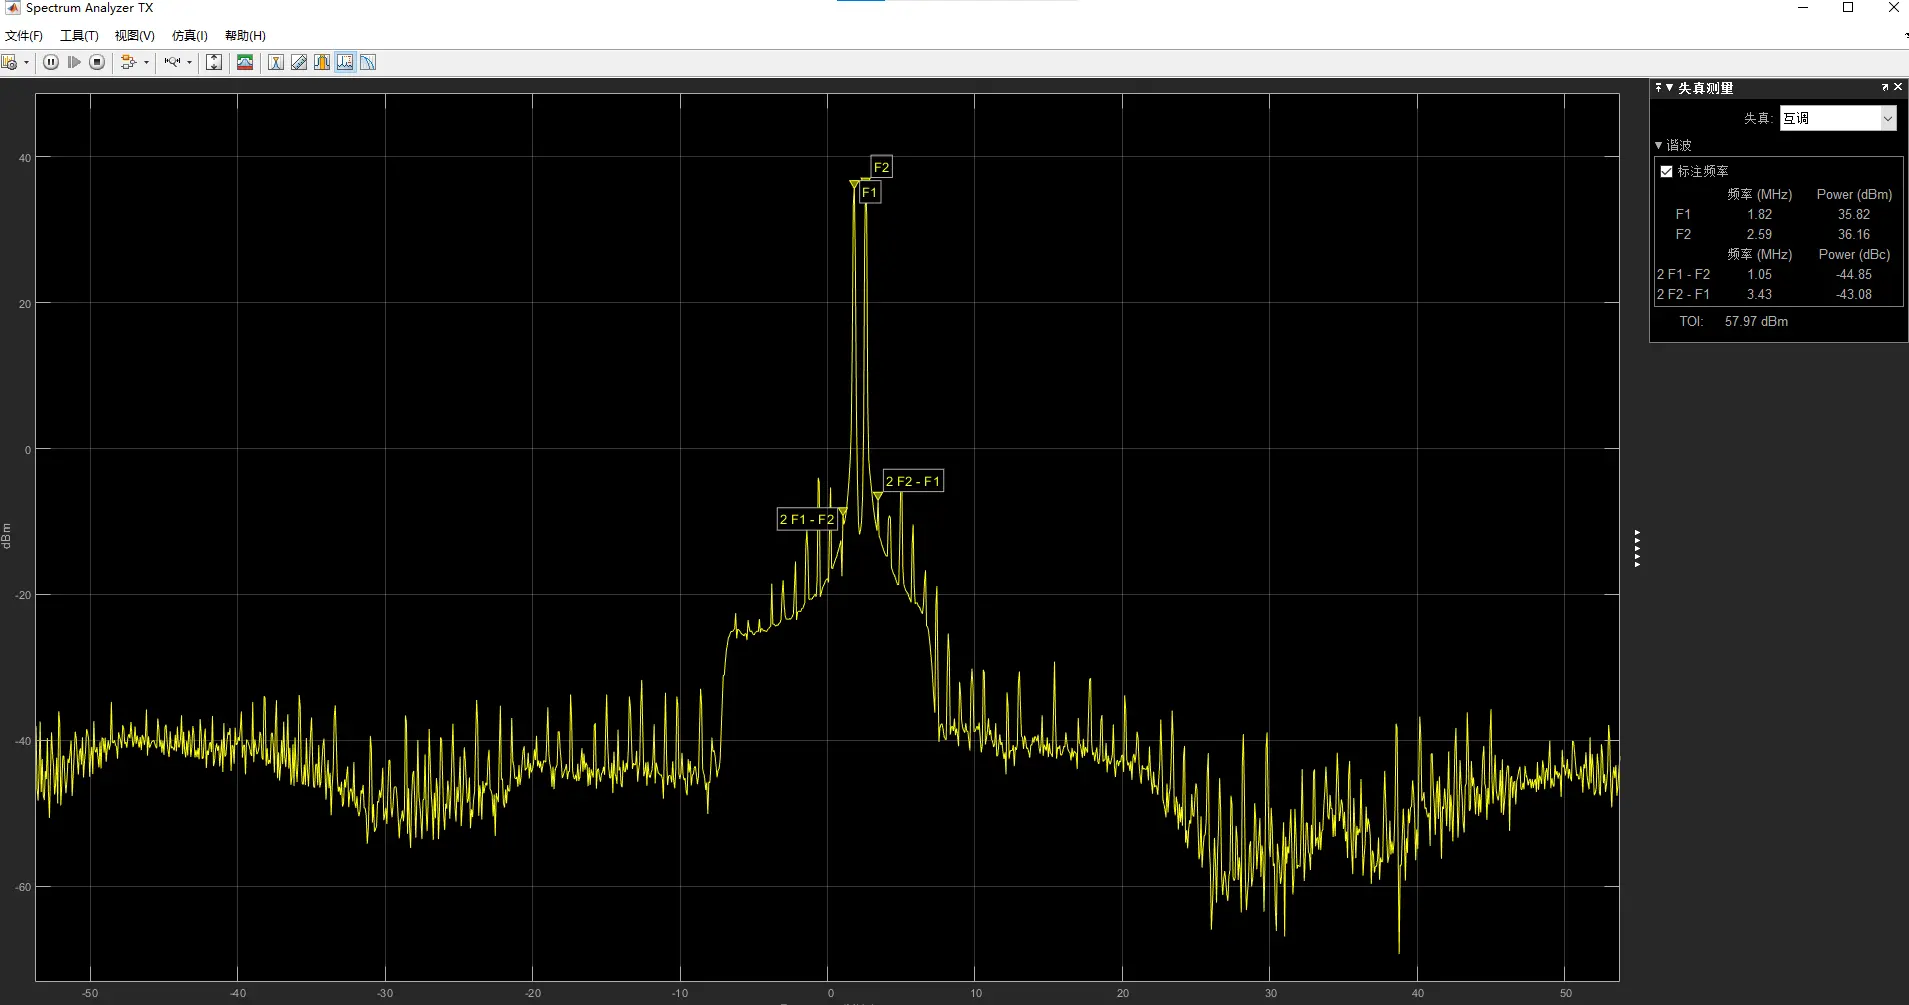 Spectrum Analyzer TX
文件(F) 工具(T) 视图(V) 仿真(I) 帮助(H)
失真测量
失真: 互调
谐波
标注频率
频率 (MHz) Power (dBm)
F1 1.82 35.82
F2 2.59 36.16
频率 (MHz) Power (dBc)
2 F1 - F2 1.05 -44.85
2 F2 - F1 3.43 -43.08
TOI: 57.97 dBm
F2
F1
2 F2 - F1
2 F1 - F2
40
20
0
-20
-40
-60
dBm
-50 -40 -30 -20 -10 0 10 20 30 40 50